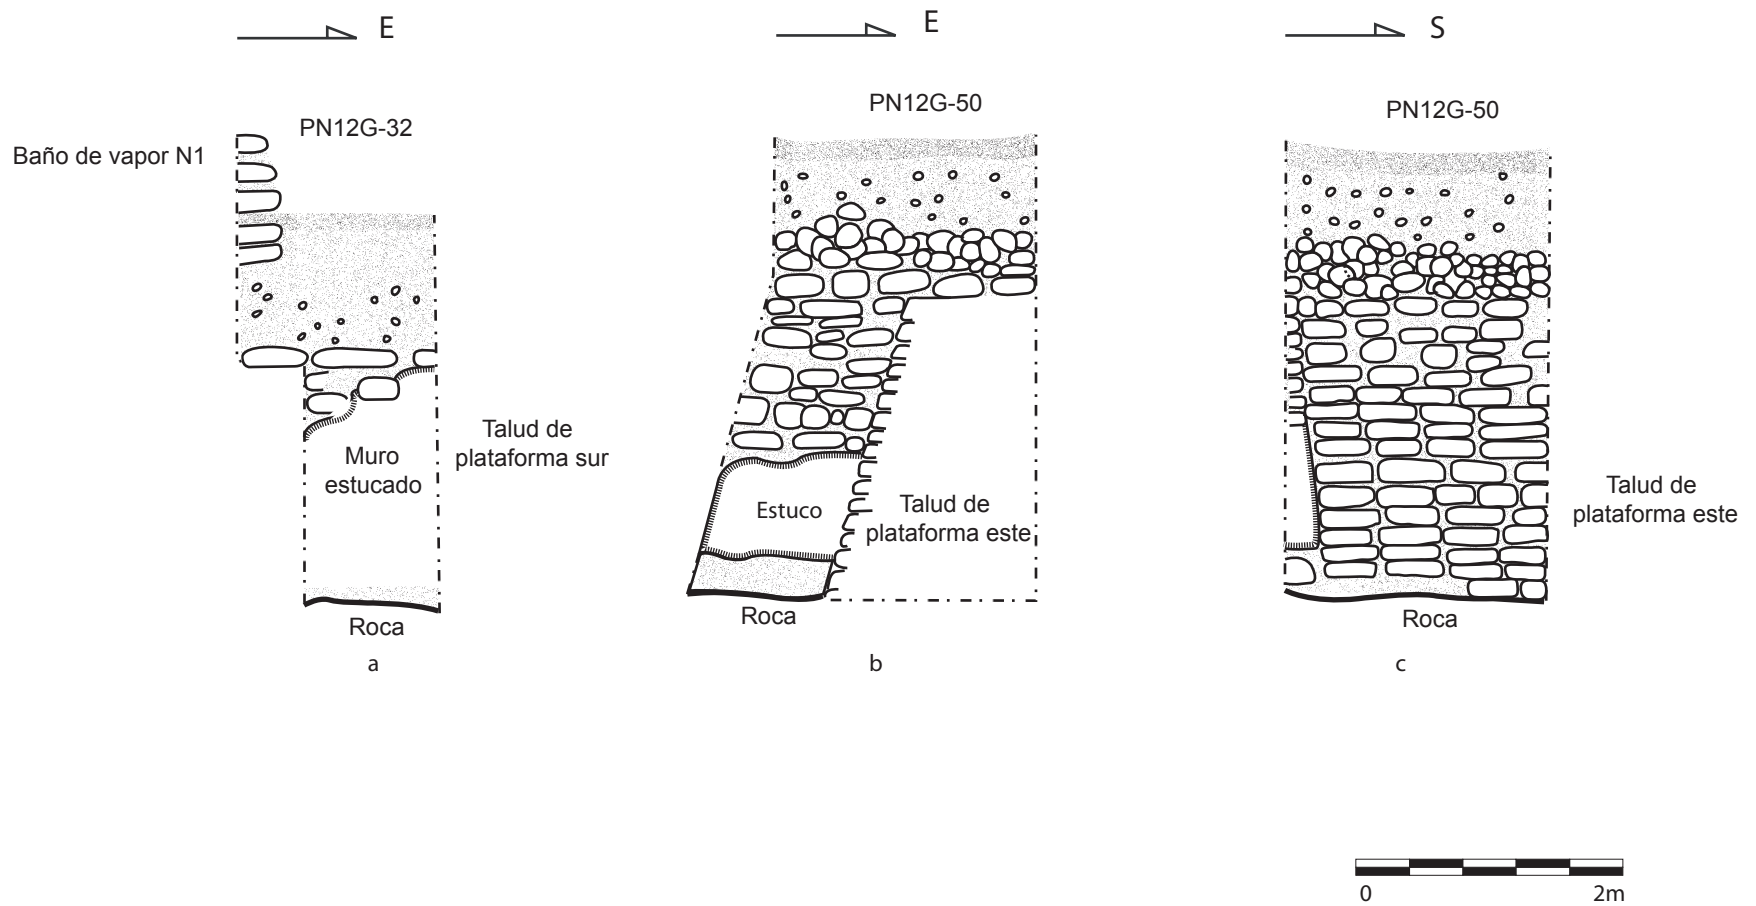 E
PN12G-32
Baño de vapor N1
Muro
estucado
Talud de
plataforma sur
Roca
a
E
PN12G-50
Estuco
Talud de
plataforma este
Roca
b
S
PN12G-50
Talud de
plataforma este
Roca
c
0 2m